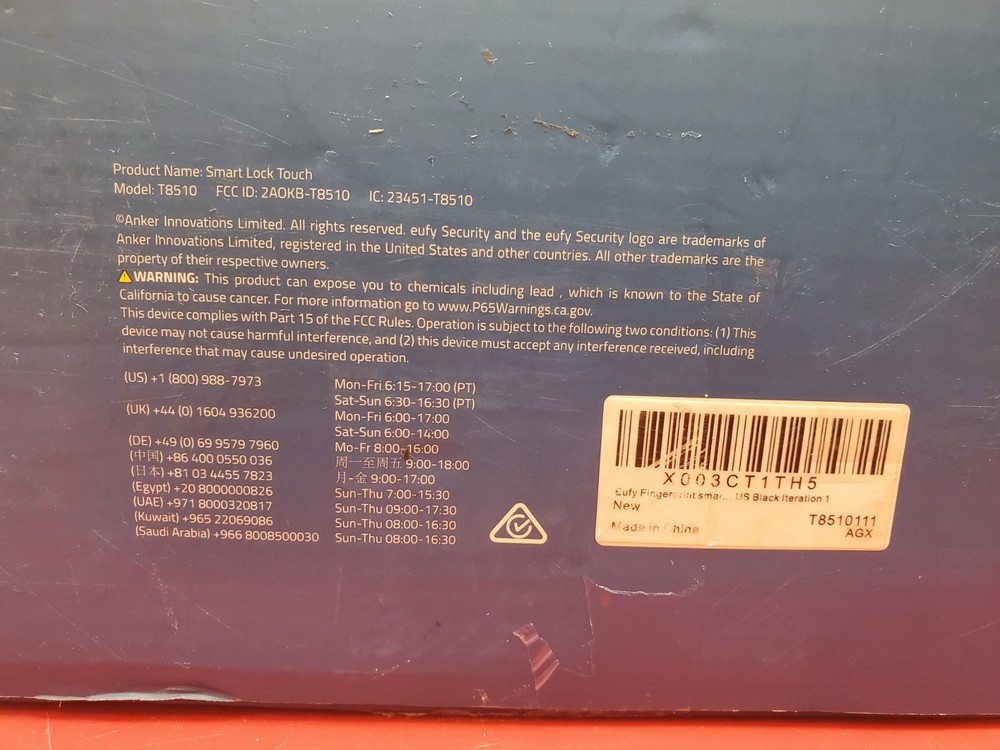 Product Name: Smart Lock Touch
Model: T8510 FCC ID: 2AOKB-T8510 IC: 23451-T8510
©Anker Innovations Limited. All rights reserved. eufy Security and the eufy Security logo are trademarks of
Anker Innovations Limited, registered in the United States and other countries. All other trademarks are the
property of their respective owners.
WARNING: This product can expose you to chemicals including lead , which is known to the State of
California to cause cancer. For more information go to www.P65Warnings.ca.gov.
This device complies with Part 15 of the FCC Rules. Operation is subject to the following two conditions: (1) This
device may not cause harmful interference, and (2) this device must accept any interference received, including
interference that may cause undesired operation.
(US) +1 (800) 988-7973 Mon-Fri 6:15-17:00 (PT)
Sat-Sun 6:30-16:30 (PT)
(UK) +44 (0) 1604 936200 Mon-Fri 6:00-17:00
Sat-Sun 6:00-14:00
(DE) +49 (0) 69 9579 7960 Mo-Fr 8:00-16:00
(中国) +86 400 0550 036 周一至周五 9:00-18:00
(日本) +81 03 4455 7823 月-金 9:00-17:00
(Egypt) +20 8000000826 Sun-Thu 7:00-15:30
(UAE) +971 8000320817 Sun-Thu 09:00-17:30
(Kuwait) +965 22069086 Sun-Thu 08:00-16:30
(Saudi Arabia) +966 8008500030 Sun-Thu 08:00-16:30
X003CT1TH5
Eufy Fingerprint smar... US Black Iteration 1
New
Made in China
T8510111
AGX